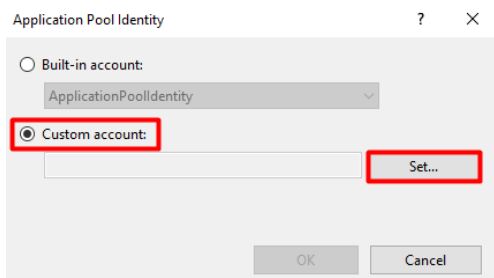 Application Pool Identity
Built-in account:
ApplicationPoolIdentity
Custom account:
Set...
OK
Cancel